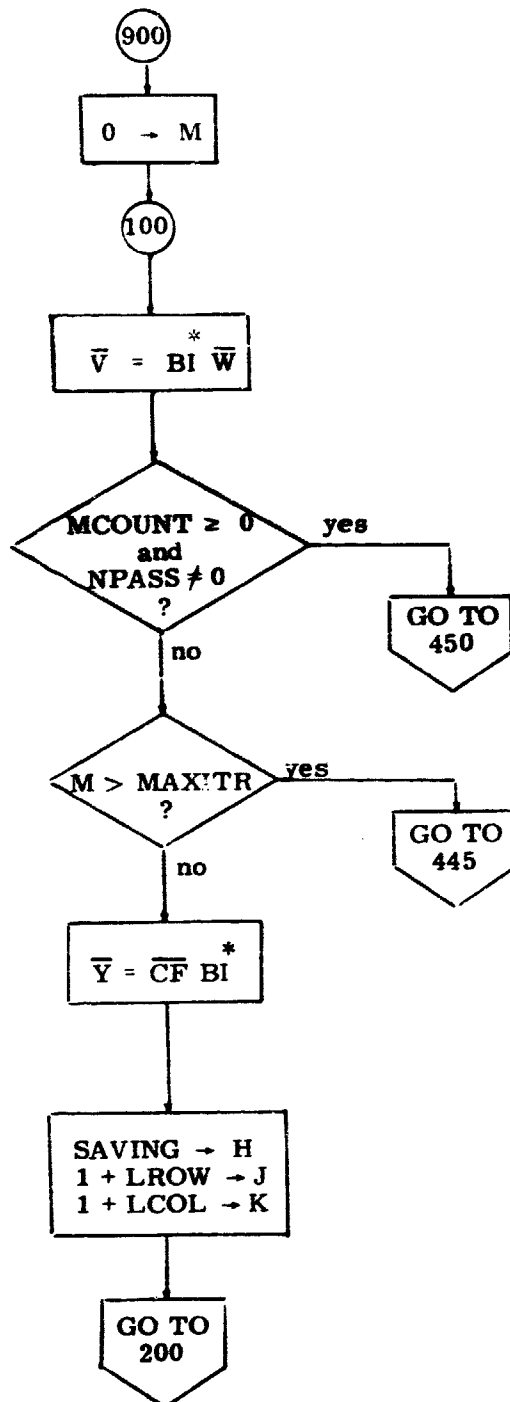 900
0 → M
100
V̅ = BI* W̅
MCOUNT ≥ 0
and
NPASS ≠ 0
?
yes
GO TO
450
no
M > MAXITR
?
yes
GO TO
445
no
Y̅ = C̅F̅ BI*
SAVING → H
1 + LROW → J
1 + LCOL → K
GO TO
200